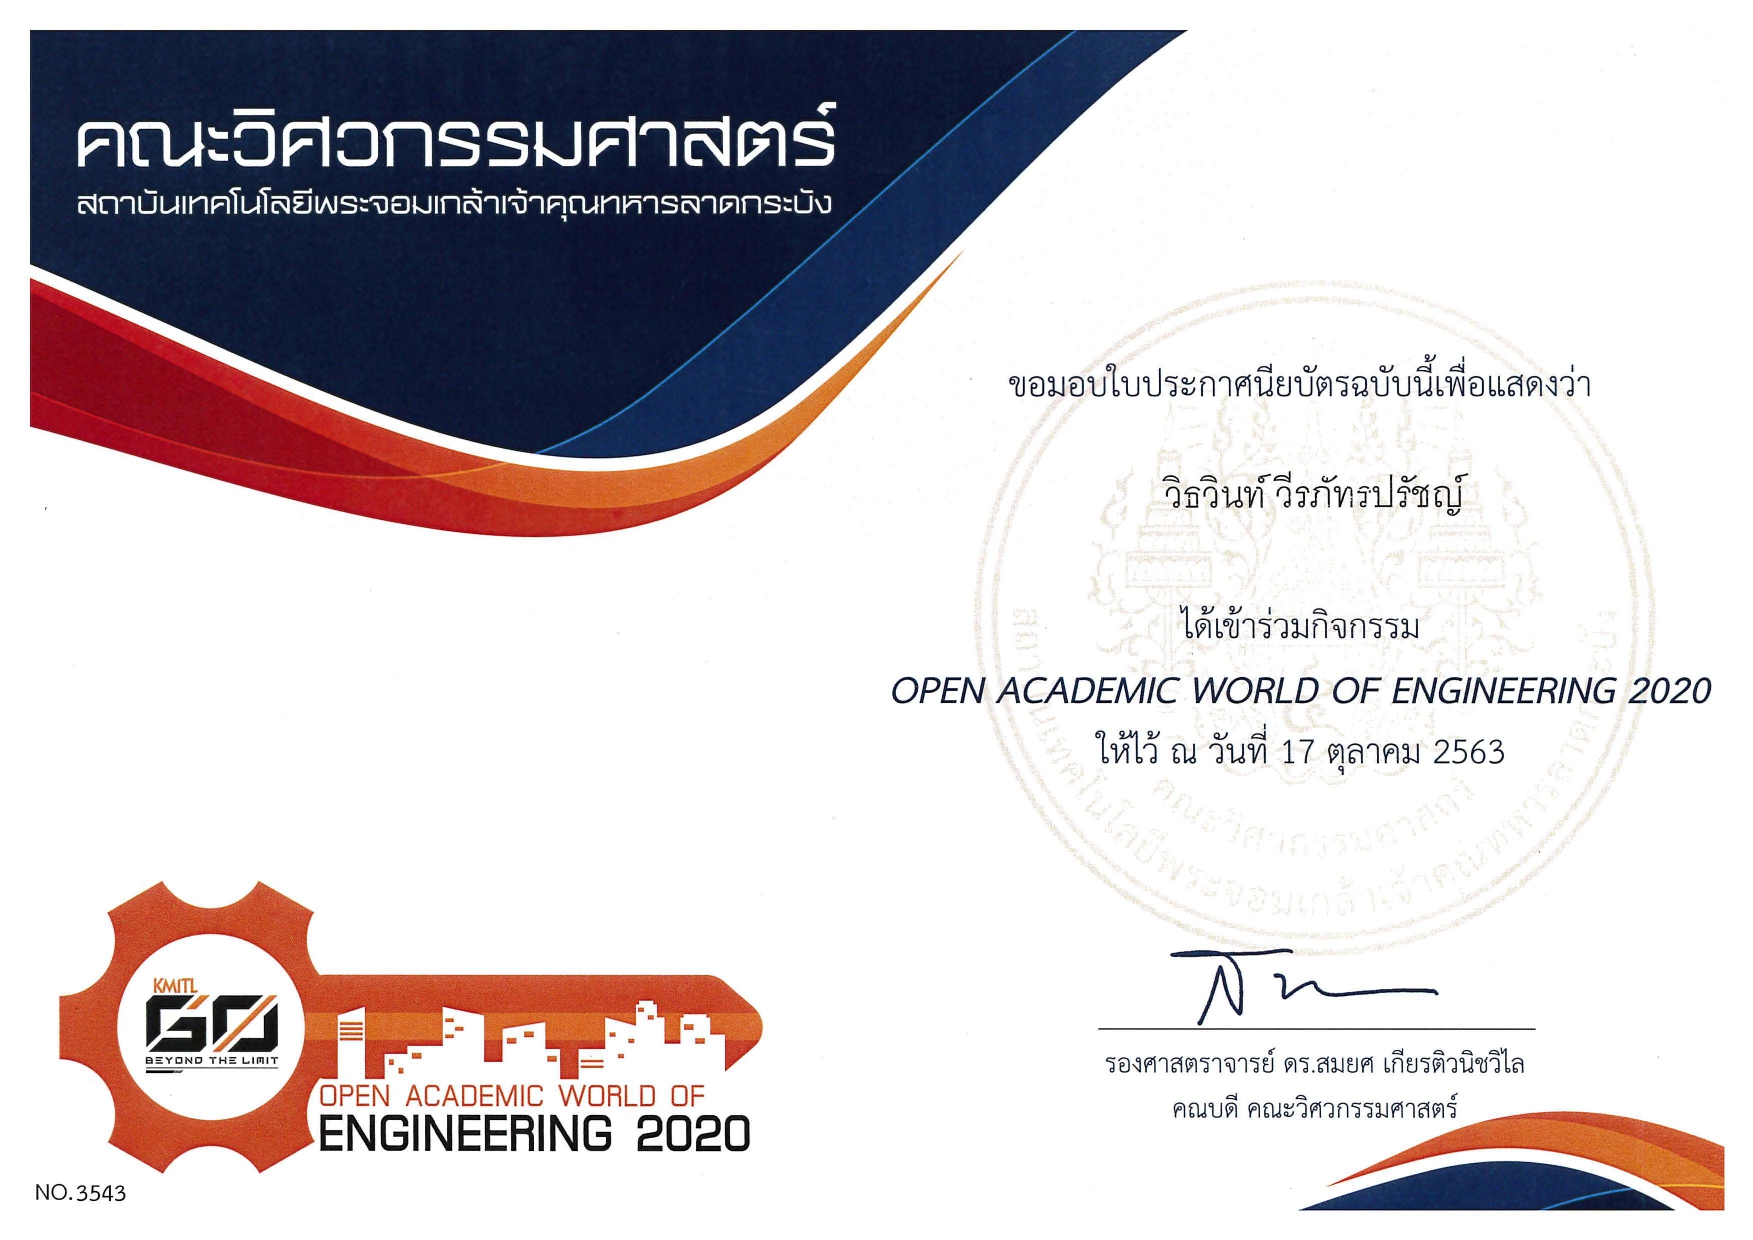 คณะวิศวกรรมศาสตร์
สถาบันเทคโนโลยีพระจอมเกล้าเจ้าคุณทหารลาดกระบัง
ขอมอบใบประกาศนียบัตรฉบับนี้เพื่อแสดงว่า
วิธวินท์ วีรภัทรปรัชญ์
ได้เข้าร่วมกิจกรรม
OPEN ACADEMIC WORLD OF ENGINEERING 2020
ให้ไว้ ณ วันที่ 17 ตุลาคม 2563
คณะวิศวกรรมศาสตร์
สถาบันเทคโนโลยีพระจอมเกล้าเจ้าคุณทหารลาดกระบัง
รองศาสตราจารย์ ดร.สมยศ เกียรติวนิชวิไล
คณบดี คณะวิศวกรรมศาสตร์
KMITL
GO
BEYOND THE LIMIT
OPEN ACADEMIC WORLD OF
ENGINEERING 2020
NO.3543